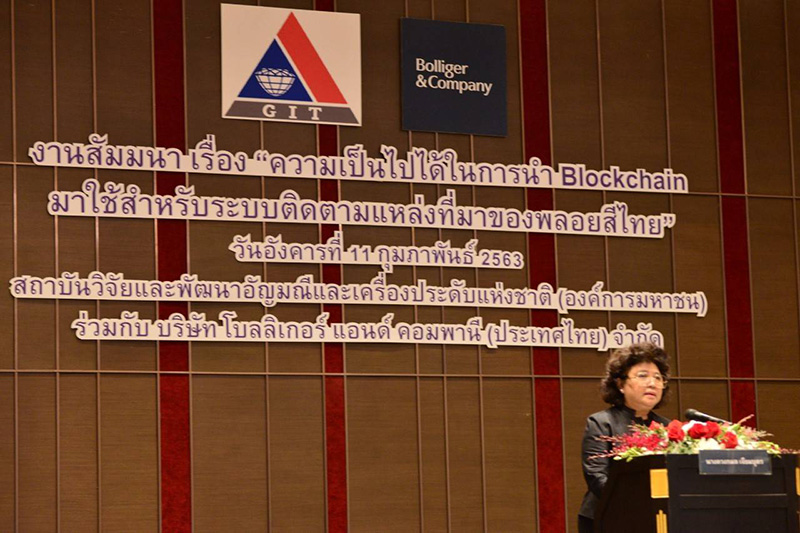 GIT
Bolliger
&Company
งานสัมมนา เรื่อง “ความเป็นไปได้ในการนำ Blockchain
มาใช้สำหรับระบบติดตามแหล่งที่มาของพลอยสีไทย”
วันอังคารที่ 11 กุมภาพันธ์ 2563
สถาบันวิจัยและพัฒนาอัญมณีและเครื่องประดับแห่งชาติ (องค์การมหาชน)
ร่วมกับ บริษัท โบลลิเกอร์ แอนด์ คอมพานี (ประเทศไทย) จำกัด